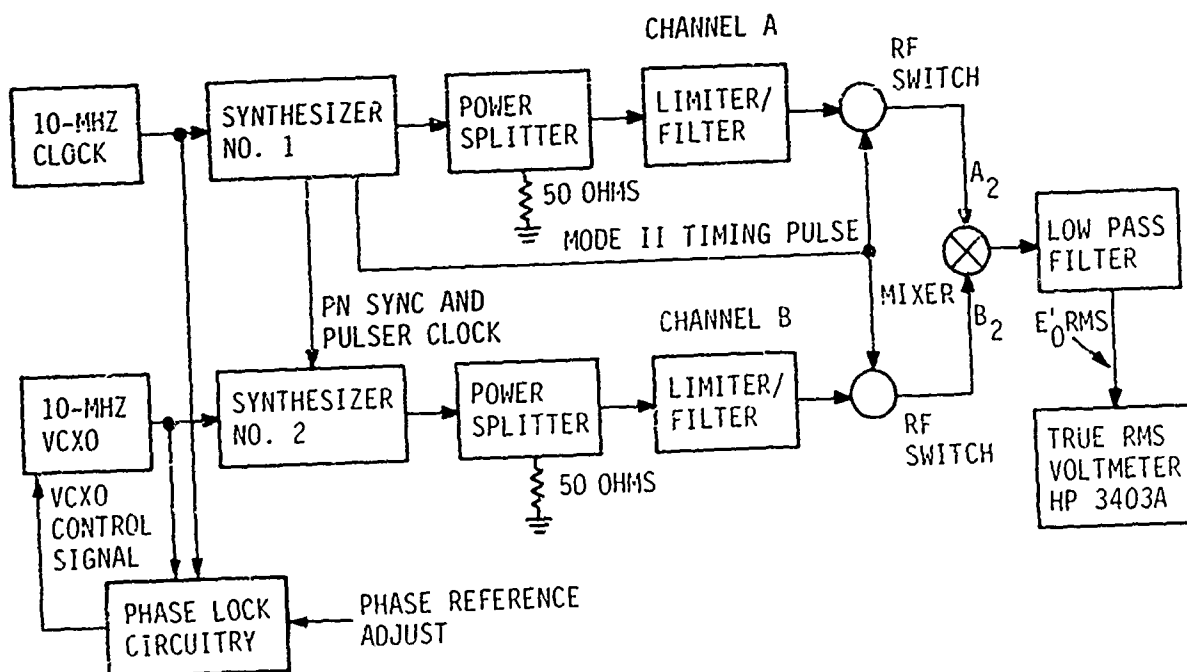 CHANNEL A
RF
SWITCH
10-MHZ
CLOCK
SYNTHESIZER
NO. 1
POWER
SPLITTER
LIMITER/
FILTER
50 OHMS
A2
MODE II TIMING PULSE
LOW PASS
FILTER
MIXER
B2
PN SYNC AND
PULSER CLOCK
CHANNEL B
E'0 RMS
10-MHZ
VCXO
SYNTHESIZER
NO. 2
POWER
SPLITTER
LIMITER/
FILTER
RF
SWITCH
TRUE RMS
VOLTMETER
HP 3403A
50 OHMS
VCXO
CONTROL
SIGNAL
PHASE LOCK
CIRCUITRY
PHASE REFERENCE
ADJUST